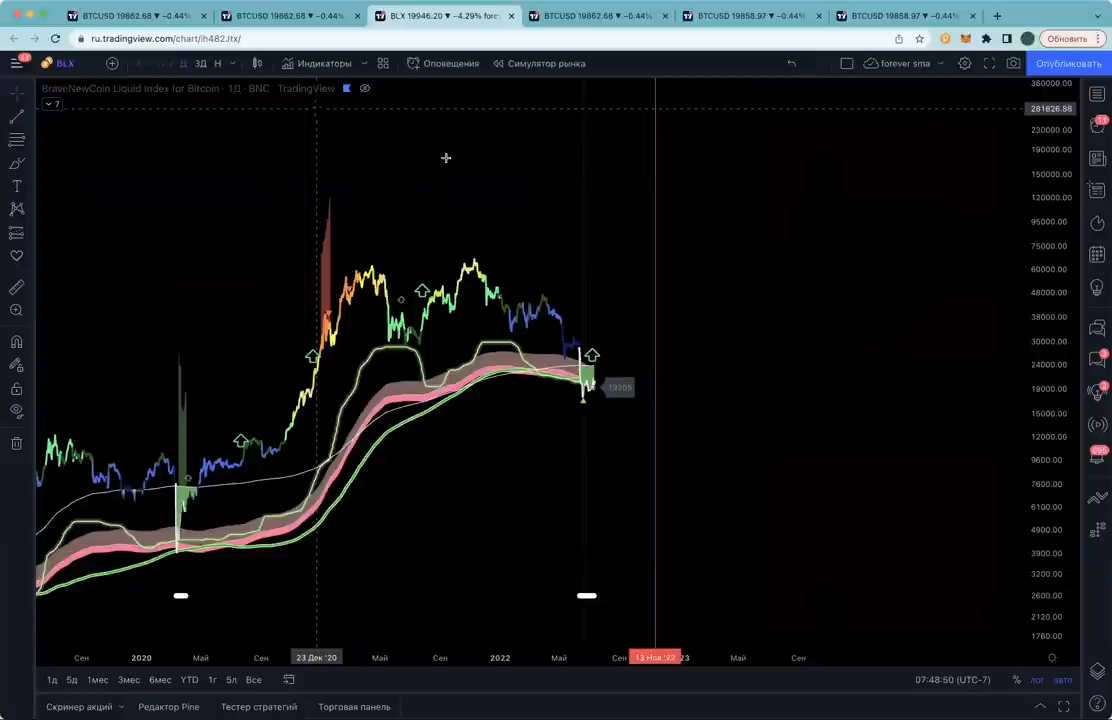 BTCUSD 19862.68 ▼ −0.44%
BTCUSD 19862.68 ▼ −0.44%
BLX 19946.20 ▼ −4.29% fore
BTCUSD 19862.66 ▼ −0.44%
BTCUSD 19858.97 ▼ −0.44%
BTCUSD 19858.97 ▼ −0.44%
ru.tradingview.com/chart/ih482Jtx/
Обновить
BLX
Д 3Д Н
Индикаторы
Оповещения
Симулятор рынка
forever sma
Опубликовать
BraveNewCoin Liquid Index for Bitcoin · 1Д · BNC TradingView
7
360000.00
281826.88
230000.00
190000.00
150000.00
120000.00
95000.00
75000.00
60000.00
48000.00
38000.00
30000.00
24000.00
19000.00
15000.00
12000.00
9600.00
7600.00
6100.00
4900.00
3900.00
3200.00
2600.00
2120.00
1760.00
Сен 2020 Май Сен 23 Дек '20 Май Сен 2022 Май Сен 13 Ноя '22 23 Май Сен
1д 5д 1мес 3мес 6мес YTD 1г 5л Все
07:48:50 (UTC-7) % лог авто
Скринер акций Редактор Pine Тестер стратегий Торговая панель